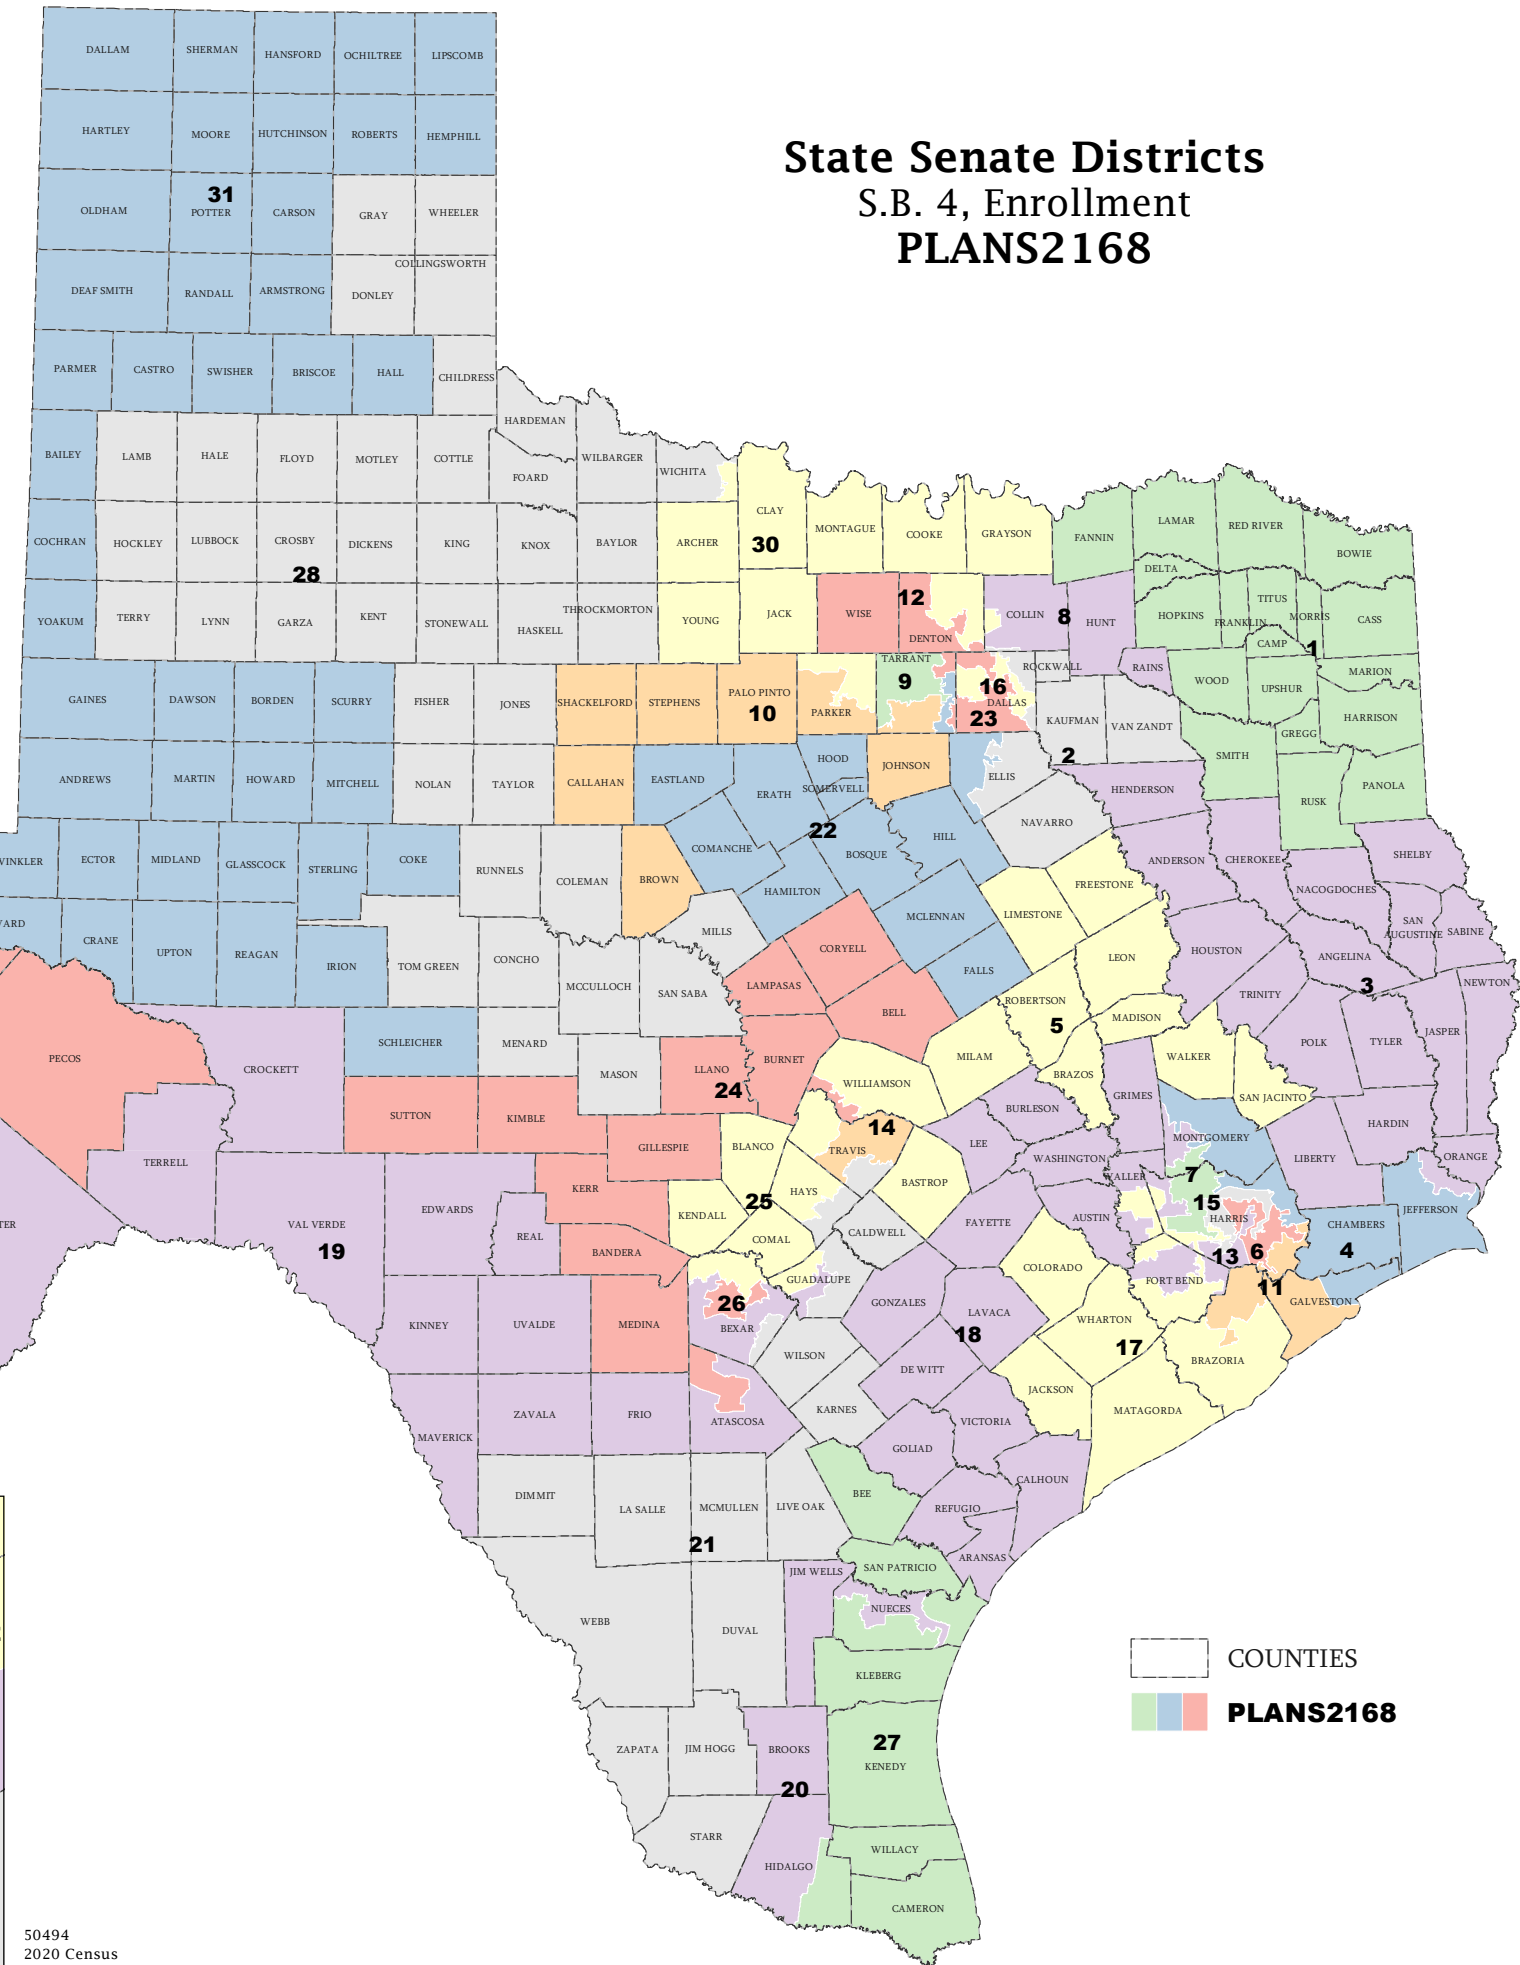 State Senate Districts
S.B. 4, Enrollment
PLANS2168
DALLAM
SHERMAN
HANSFORD
OCHILTREE
LIPSCOMB
HARTLEY
MOORE
HUTCHINSON
ROBERTS
HEMPHILL
31
OLDHAM
POTTER
CARSON
GRAY
WHEELER
COLLINGSWORTH
DEAF SMITH
RANDALL
ARMSTRONG
DONLEY
PARMER
CASTRO
SWISHER
BRISCOE
HALL
CHILDRESS
HARDEMAN
BAILEY
LAMB
HALE
FLOYD
MOTLEY
COTTLE
FOARD
WILBARGER
WICHITA
COCHRAN
HOCKLEY
LUBBOCK
CROSBY
DICKENS
KING
KNOX
BAYLOR
ARCHER
CLAY
30
MONTAGUE
COOKE
GRAYSON
FANNIN
LAMAR
RED RIVER
BOWIE
28
YOAKUM
TERRY
LYNN
GARZA
KENT
STONEWALL
HASKELL
THROCKMORTON
YOUNG
JACK
WISE
12
DENTON
COLLIN
8
HUNT
DELTA
HOPKINS
FRANKLIN
TITUS
MORRIS
CASS
CAMP
1
MARION
GAINES
DAWSON
BORDEN
SCURRY
FISHER
JONES
SHACKELFORD
STEPHENS
PALO PINTO
10
PARKER
TARRANT
9
16
DALLAS
23
ROCKWALL
RAINS
WOOD
UPSHUR
HARRISON
KAUFMAN
VAN ZANDT
GREGG
SMITH
2
ANDREWS
MARTIN
HOWARD
MITCHELL
NOLAN
TAYLOR
CALLAHAN
EASTLAND
ERATH
HOOD
SOMERVELL
JOHNSON
ELLIS
HENDERSON
RUSK
PANOLA
22
NAVARRO
WINKLER
ECTOR
MIDLAND
GLASSCOCK
STERLING
COKE
RUNNELS
COLEMAN
BROWN
COMANCHE
BOSQUE
HILL
ANDERSON
CHEROKEE
SHELBY
NACOGDOCHES
HAMILTON
FREESTONE
LIMESTONE
MCLENNAN
SAN
AUGUSTINE
SABINE
VARD
CRANE
UPTON
REAGAN
IRION
TOM GREEN
CONCHO
MCCULLOCH
SAN SABA
MILLS
LAMPASAS
CORYELL
FALLS
LEON
HOUSTON
ANGELINA
3
TRINITY
NEWTON
BELL
ROBERTSON
5
MADISON
POLK
TYLER
JASPER
PECOS
CROCKETT
SCHLEICHER
MENARD
MASON
LLANO
24
BURNET
WILLIAMSON
MILAM
BRAZOS
WALKER
SAN JACINTO
GRIMES
SUTTON
KIMBLE
GILLESPIE
BLANCO
14
TRAVIS
BURLESON
LEE
WASHINGTON
MONTGOMERY
HARDIN
LIBERTY
ORANGE
TERRELL
TER
VAL VERDE
19
EDWARDS
REAL
KERR
BANDERA
KENDALL
25
HAYS
COMAL
BASTROP
CALDWELL
FAYETTE
AUSTIN
WALLER
7
15
HARRIS
13
6
CHAMBERS
4
JEFFERSON
KINNEY
UVALDE
MEDINA
26
BEXAR
GUADALUPE
GONZALES
LAVACA
18
COLORADO
FORT BEND
11
GALVESTON
WHARTON
17
BRAZORIA
WILSON
DE WITT
JACKSON
MATAGORDA
MAVERICK
ZAVALA
FRIO
ATASCOSA
KARNES
GOLIAD
VICTORIA
CALHOUN
DIMMIT
LA SALLE
MCMULLEN
LIVE OAK
BEE
REFUGIO
21
ARANSAS
JIM WELLS
SAN PATRICIO
NUECES
WEBB
DUVAL
KLEBERG
ZAPATA
JIM HOGG
BROOKS
27
KENEDY
20
STARR
HIDALGO
WILLACY
CAMERON
COUNTIES
PLANS2168
50494
2020 Census